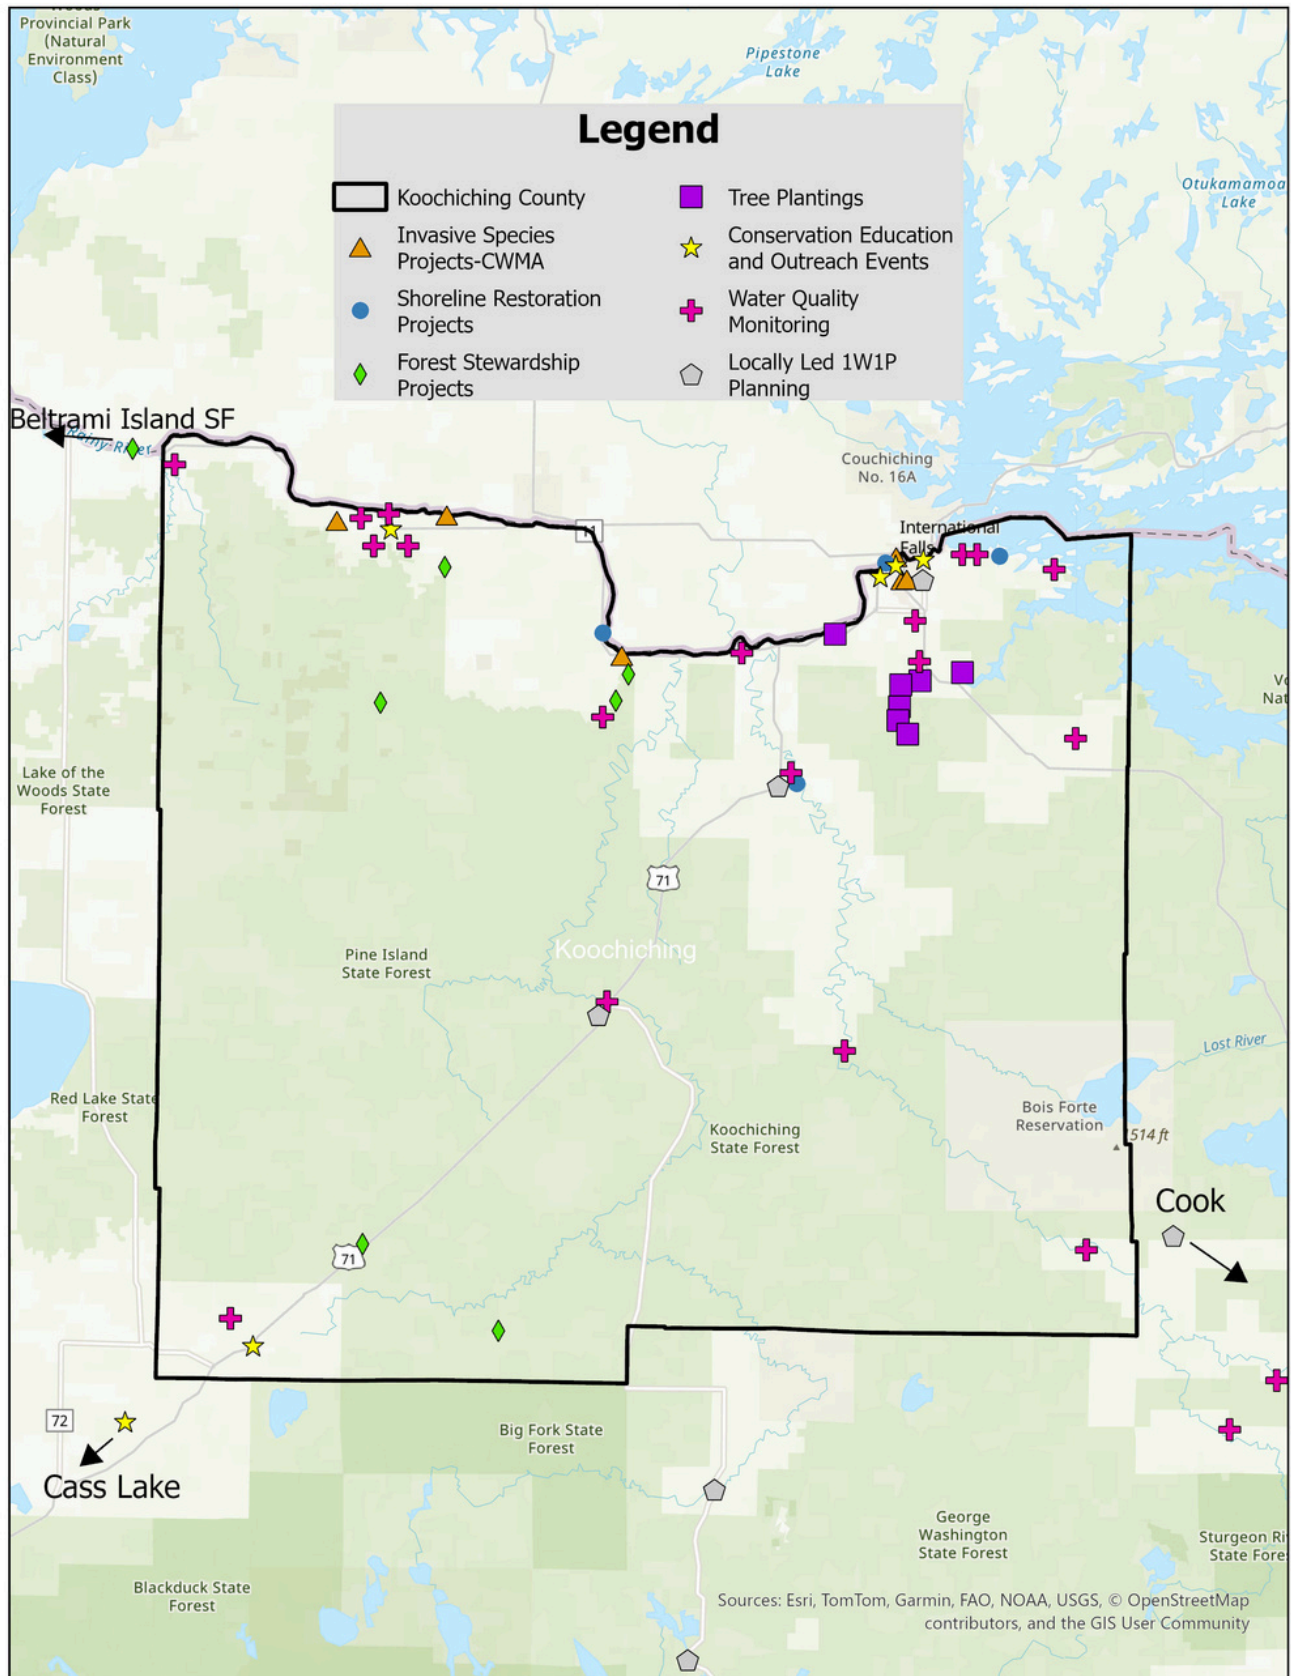 Woods
Provincial Park
(Natural
Environment
Class)
Pipestone
Lake
Otukamamoa
Lake
Legend
Koochiching County
Invasive Species
Projects-CWMA
Shoreline Restoration
Projects
Forest Stewardship
Projects
Tree Plantings
Conservation Education
and Outreach Events
Water Quality
Monitoring
Locally Led 1W1P
Planning
Beltrami Island SF
Rainy River
Couchiching
No. 16A
International
Falls
11
Lake of the
Woods State
Forest
71
Koochiching
Pine Island
State Forest
Lost River
Red Lake State
Forest
Koochiching
State Forest
Bois Forte
Reservation
1514 ft
Cook
71
72
Cass Lake
Big Fork State
Forest
George
Washington
State Forest
Blackduck State
Forest
Sources: Esri, TomTom, Garmin, FAO, NOAA, USGS, © OpenStreetMap
contributors, and the GIS User Community